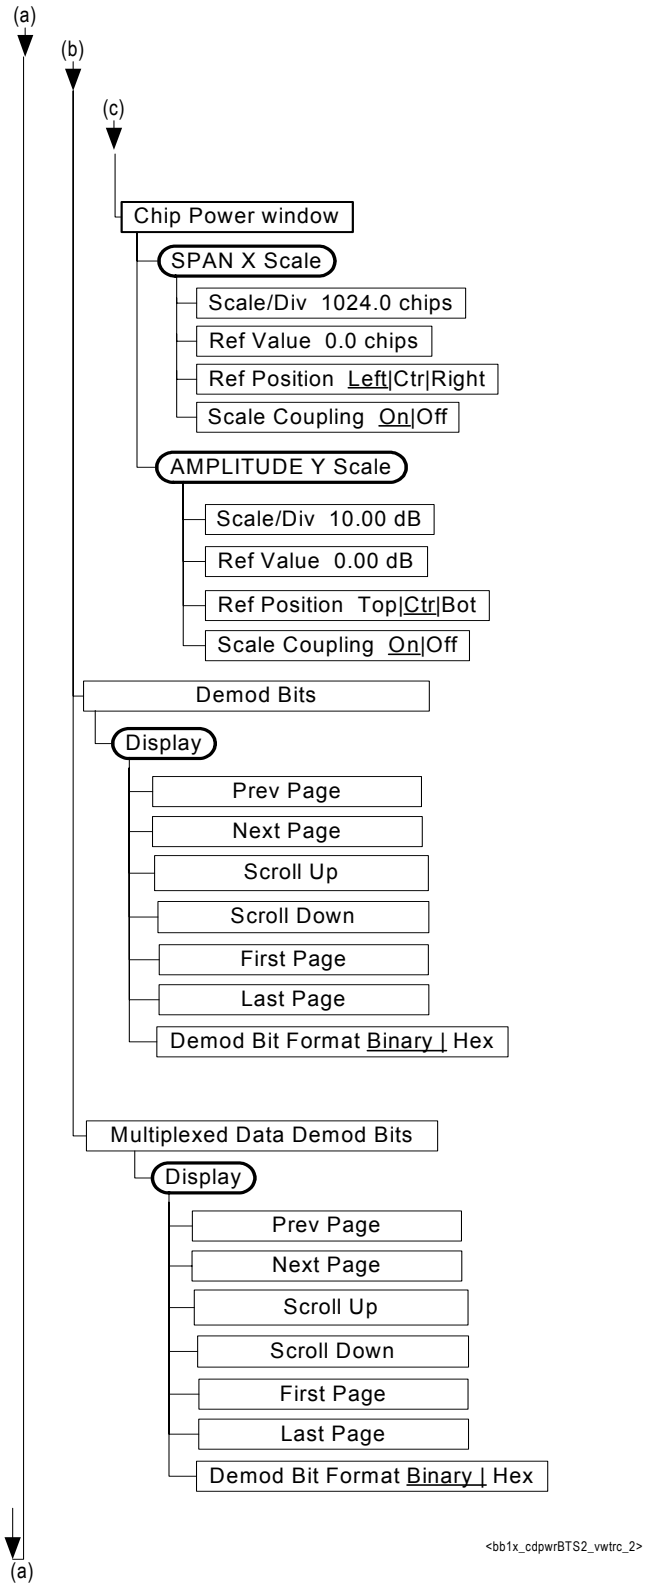 (a)
(b)
(c)
Chip Power window
SPAN X Scale
Scale/Div 1024.0 chips
Ref Value 0.0 chips
Ref Position Left|Ctr|Right
Scale Coupling On|Off
AMPLITUDE Y Scale
Scale/Div 10.00 dB
Ref Value 0.00 dB
Ref Position Top|Ctr|Bot
Scale Coupling On|Off
Demod Bits
Display
Prev Page
Next Page
Scroll Up
Scroll Down
First Page
Last Page
Demod Bit Format Binary | Hex
Multiplexed Data Demod Bits
Display
Prev Page
Next Page
Scroll Up
Scroll Down
First Page
Last Page
Demod Bit Format Binary | Hex
<bb1x_cdpwrBTS2_vwtrc_2>
(a)